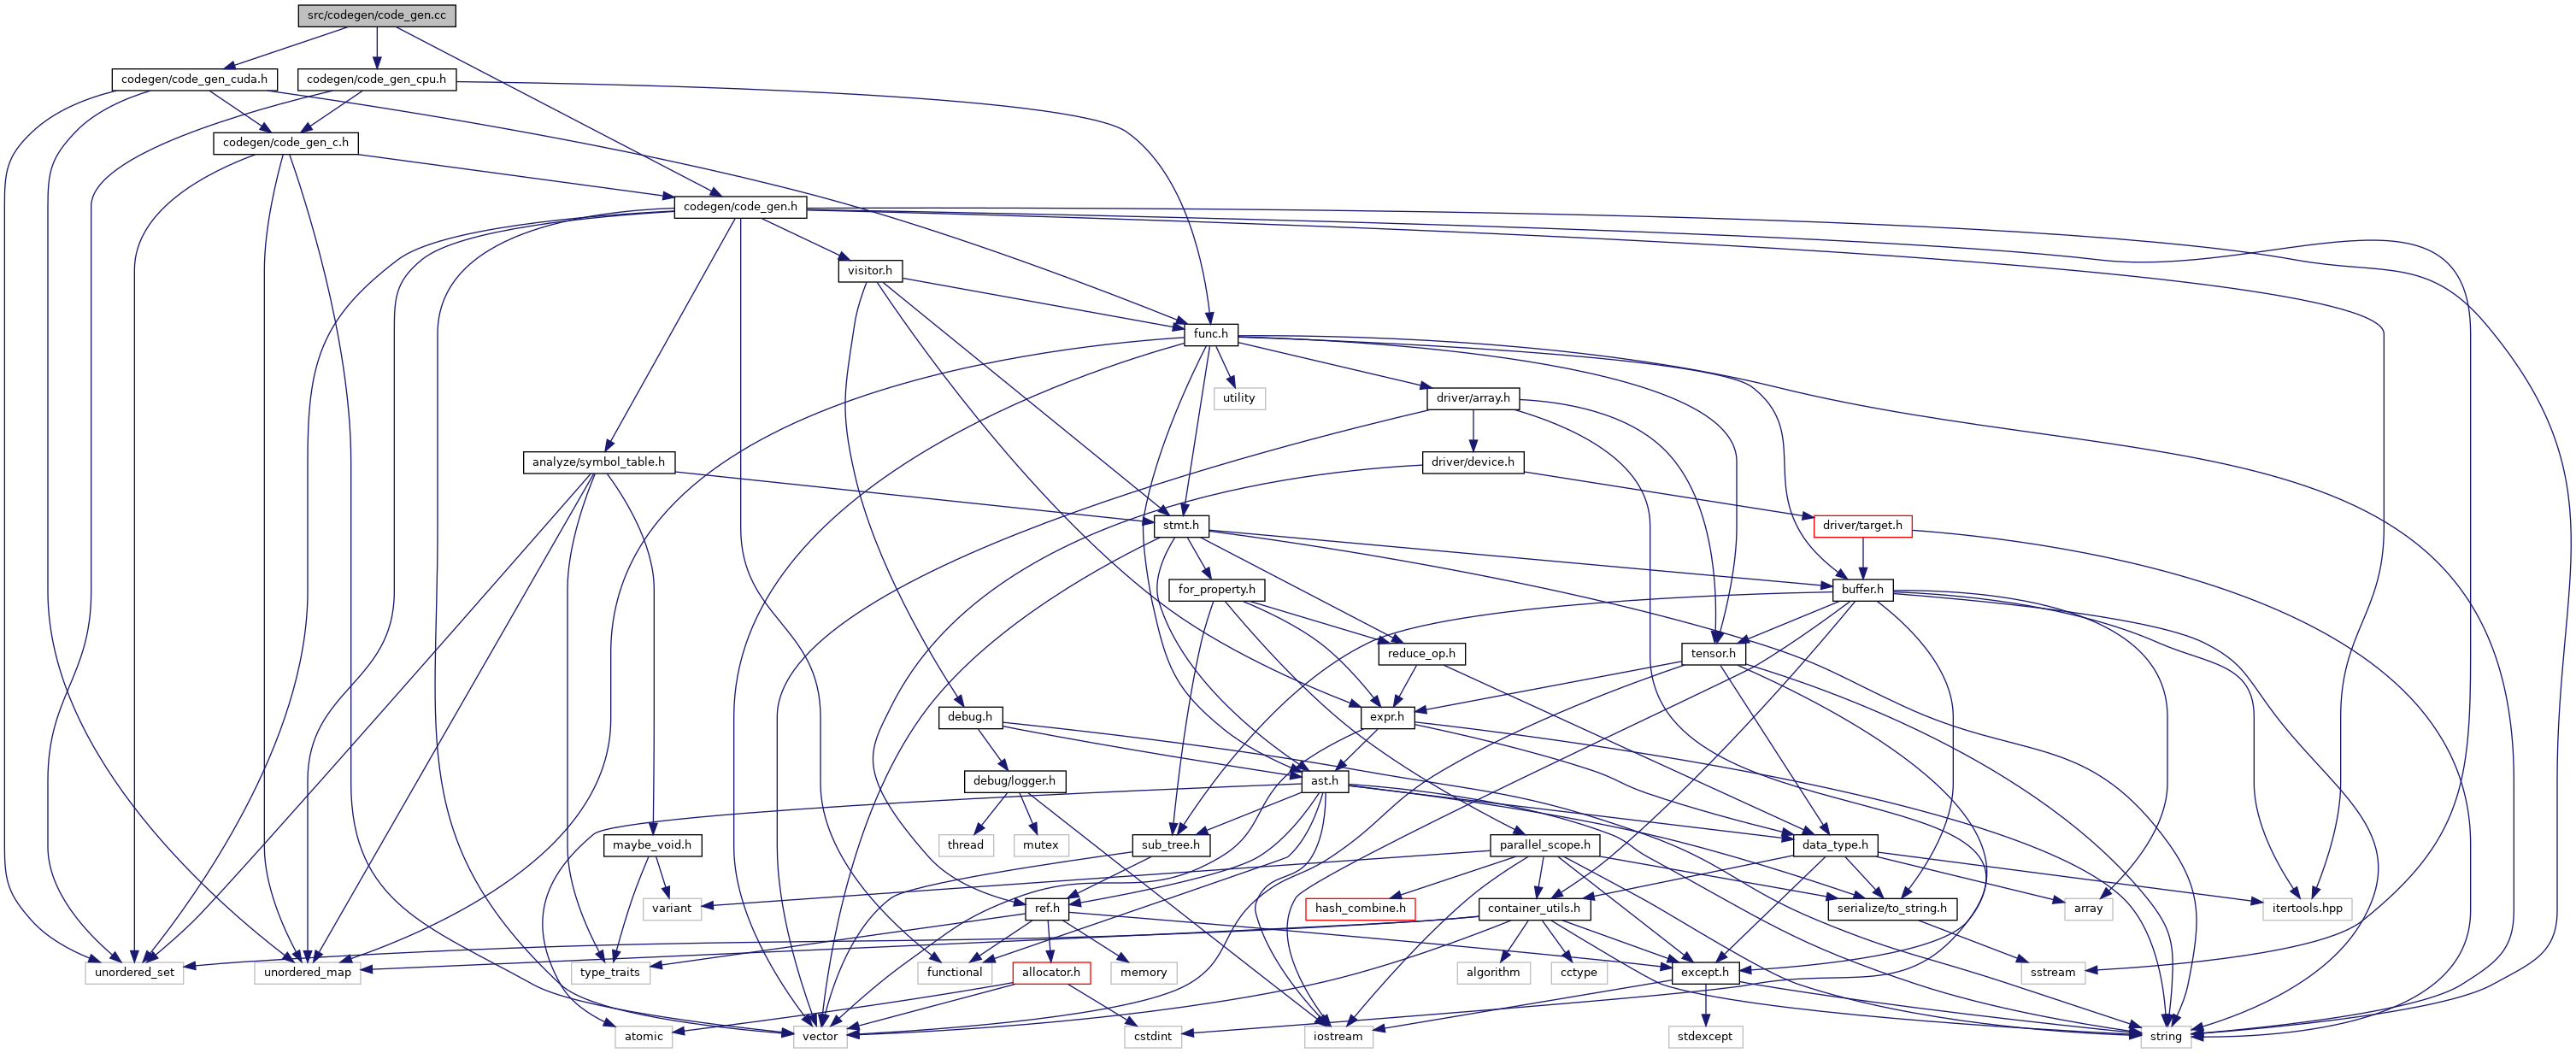 src/codegen/code_gen.cc
codegen/code_gen_cuda.h
codegen/code_gen_cpu.h
codegen/code_gen_c.h
codegen/code_gen.h
visitor.h
func.h
utility
driver/array.h
analyze/symbol_table.h
driver/device.h
stmt.h
driver/target.h
for_property.h
buffer.h
reduce_op.h
tensor.h
debug.h
expr.h
debug/logger.h
ast.h
maybe_void.h
thread
mutex
sub_tree.h
parallel_scope.h
data_type.h
variant
ref.h
hash_combine.h
container_utils.h
serialize/to_string.h
array
itertools.hpp
unordered_set
unordered_map
type_traits
functional
allocator.h
memory
algorithm
cctype
except.h
sstream
atomic
vector
cstdint
iostream
stdexcept
string